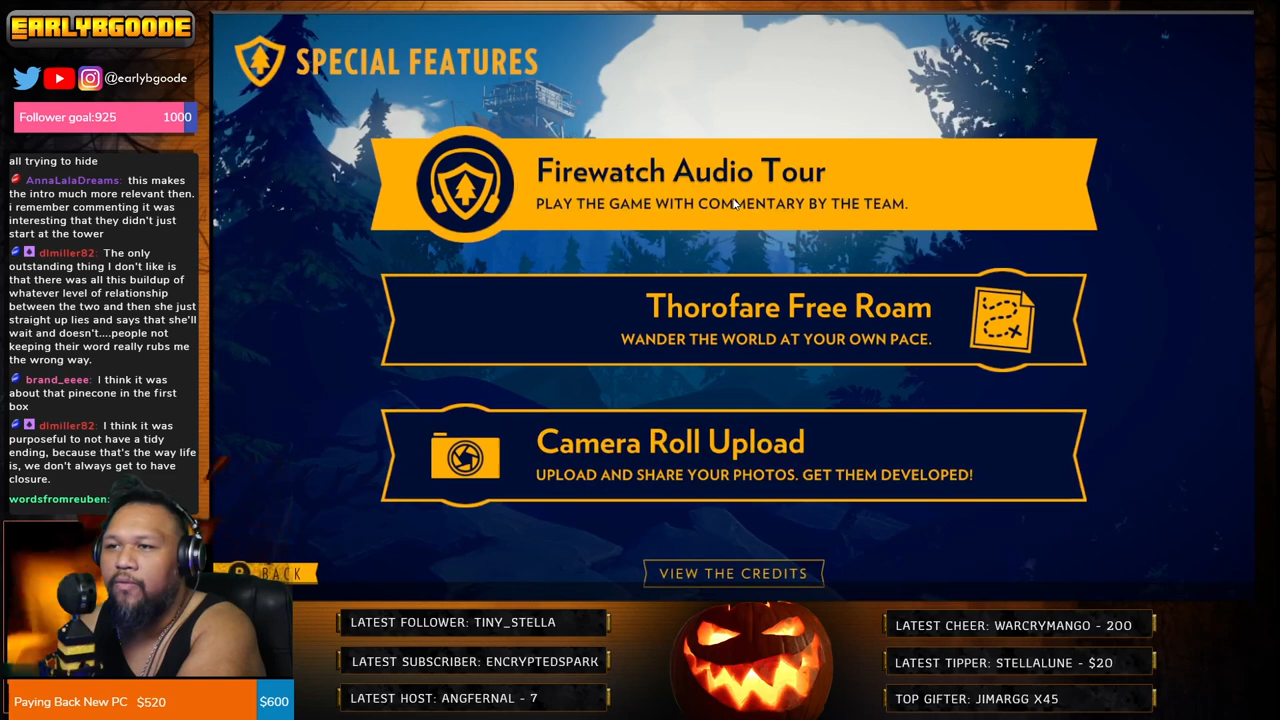 EARLYBGOODE
@earlybgoode
Follower goal:925 1000
all trying to hide
AnnaLalaDreams: this makes
the intro much more relevant then.
i remember commenting it was
interesting that they didn't just
start at the tower
dlmiller82: The only
outstanding thing I don't like is
that there was all this buildup of
whatever level of relationship
between the two and then she just
straight up lies and says that she'll
wait and doesn't....people not
keeping their word really rubs me
the wrong way.
brand_eeee: I think it was
about that pinecone in the first
box
dlmiller82: I think it was
purposeful to not have a tidy
ending, because that's the way life
is, we don't always get to have
closure.
wordsfromreuben:
Paying Back New PC $520 $600
SPECIAL FEATURES
Firewatch Audio Tour
PLAY THE GAME WITH COMMENTARY BY THE TEAM.
Thorofare Free Roam
WANDER THE WORLD AT YOUR OWN PACE.
Camera Roll Upload
UPLOAD AND SHARE YOUR PHOTOS. GET THEM DEVELOPED!
BACK
VIEW THE CREDITS
LATEST FOLLOWER: TINY_STELLA
LATEST SUBSCRIBER: ENCRYPTEDSPARK
LATEST HOST: ANGFERNAL - 7
LATEST CHEER: WARCRYMANGO - 200
LATEST TIPPER: STELLALUNE - $20
TOP GIFTER: JIMARGG X45